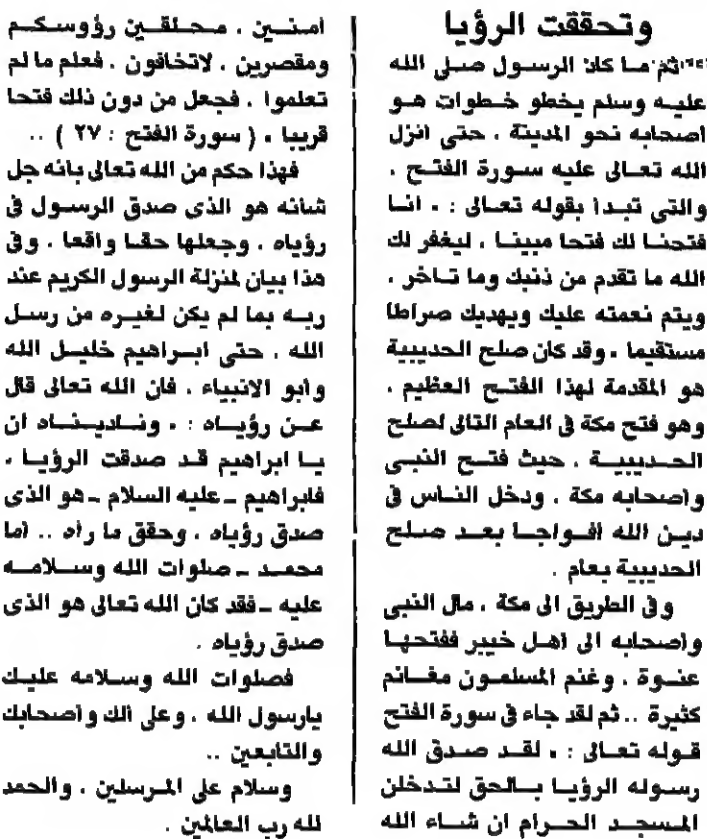 وتحققت الرؤيا
ثم ما كان الرسول صلى الله
عليه وسلم يخطو خطوات هو
اصحابه نحو المدينة ، حتى انزل
الله تعالى عليه سورة الفتح ،
والتى تبدأ بقوله تعالى : « انا
فتحنا لك فتحا مبينا ، ليغفر لك
الله ما تقدم من ذنبك وما تاخر ،
ويتم نعمته عليك ويهديك صراطا
مستقيما » وقد كان صلح الحديبية
هو المقدمة لهذا الفتح العظيم ،
وهو فتح مكة فى العام التالى لصلح
الحديبية ، حيث فتح النبى
واصحابه مكة ، ودخل الناس فى
دين الله افواجا بعد صلح
الحديبية بعام .
وفى الطريق الى مكة ، مال النبى
وأصحابه الى أهل خيبر ففتحها
عنوة ، وغنم المسلمون مغانم
كثيرة .. ثم لقد جاء فى سورة الفتح
قوله تعالى : « لقد صدق الله
رسوله الرؤيا بالحق لتدخلن
المسجد الحرام ان شاء الله
امنين ، محلقين رؤوسكم
ومقصرين ، لاتخافون ، فعلم ما لم
تعلموا ، فجعل من دون ذلك فتحا
قريبا » ( سورة الفتح : ٢٧ ) ..
فهذا حكم من الله تعالى بانه جل
شانه هو الذى صدق الرسول فى
رؤياه ، وجعلها حقا واقعا ، وفى
هذا بيان لمنزلة الرسول الكريم عند
ربه بما لم يكن لغيره من رسل
الله ، حتى ابراهيم خليل الله
وابو الانبياء ، فان الله تعالى قال
عن رؤياه : « وناديناه ان
يا ابراهيم قد صدقت الرؤيا »
فابراهيم ـ عليه السلام ـ هو الذى
صدق رؤياه ، وحقق ما رآه .. أما
محمد ـ صلوات الله وسلامه
عليه ـ فقد كان الله تعالى هو الذى
صدق رؤياه .
فصلوات الله وسلامه عليك
يارسول الله ، وعلى آلك وأصحابك
والتابعين ..
وسلام على المرسلين ، والحمد
لله رب العالمين .